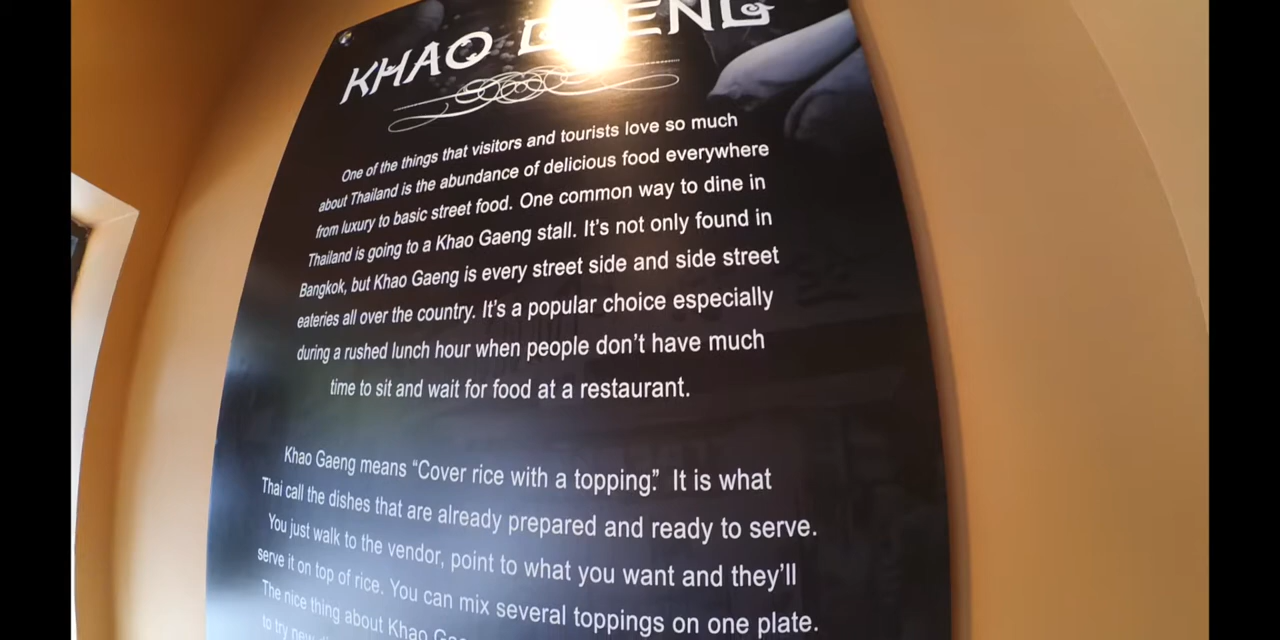 KHAO GAENG
One of the things that visitors and tourists love so much
about Thailand is the abundance of delicious food everywhere
from luxury to basic street food. One common way to dine in
Thailand is going to a Khao Gaeng stall. It's not only found in
Bangkok, but Khao Gaeng is every street side and side street
eateries all over the country. It's a popular choice especially
during a rushed lunch hour when people don't have much
time to sit and wait for food at a restaurant.
Khao Gaeng means “Cover rice with a topping”. It is what
Thai call the dishes that are already prepared and ready to serve.
You just walk to the vendor, point to what you want and they'll
serve it on top of rice. You can mix several toppings on one plate.
The nice thing about Khao
to try